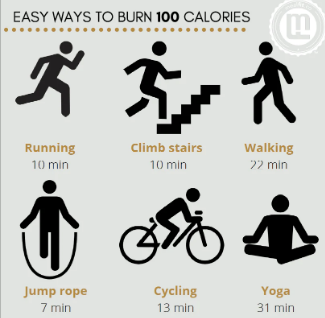 EASY WAYS TO BURN 100 CALORIES
Running
10 min
Climb stairs
10 min
Walking
22 min
Jump rope
7 min
Cycling
13 min
Yoga
31 min